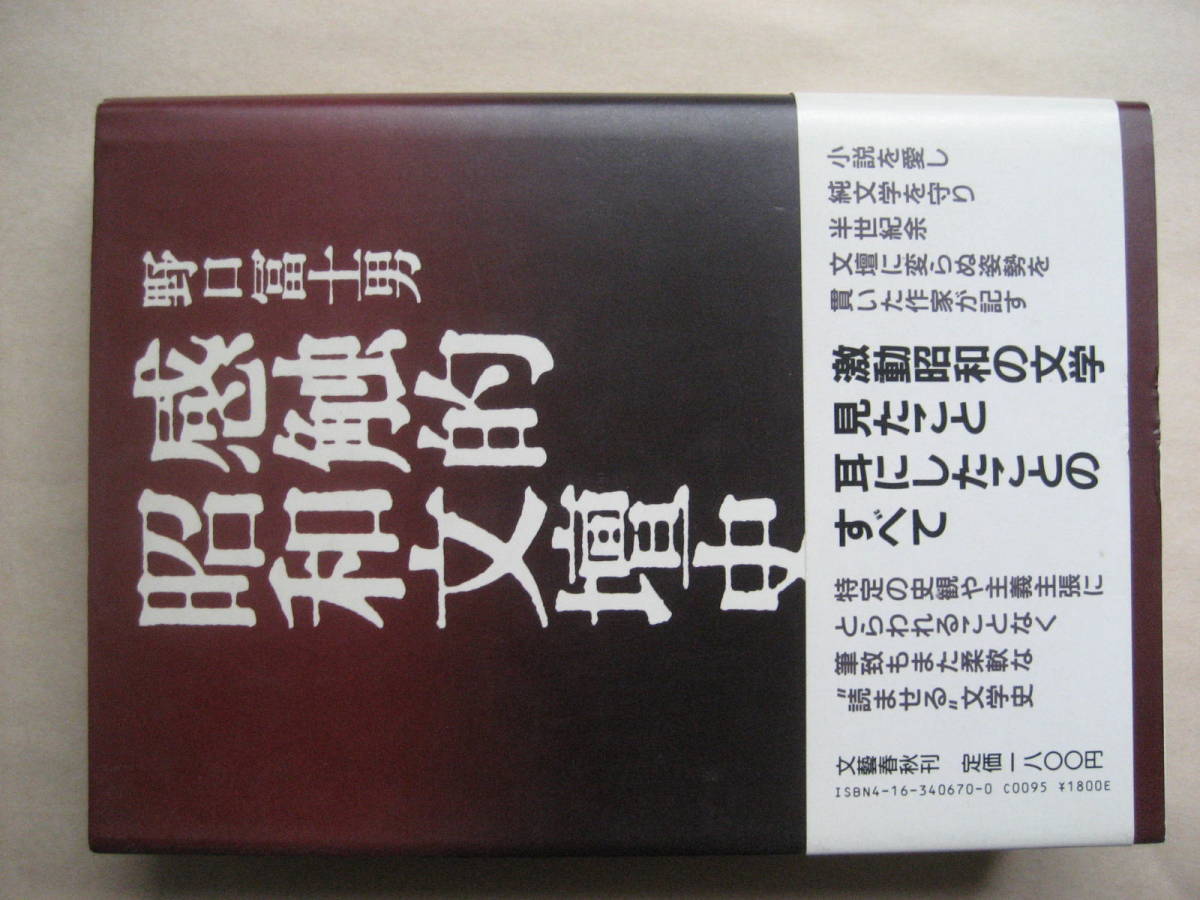 野口冨士男
感触的
昭和文壇史
小説を愛し
純文学を守り
半世紀余
文壇に変らぬ姿勢を
貫いた作家が記す
激動昭和の文学
見たこと
耳にしたことの
すべて
特定の史観や主義主張に
とらわれることなく
筆致もまた柔軟な
“読ませる”文学史
文藝春秋刊 定価一八〇〇円
ISBN4-16-340670-0 C0095 ¥1800E